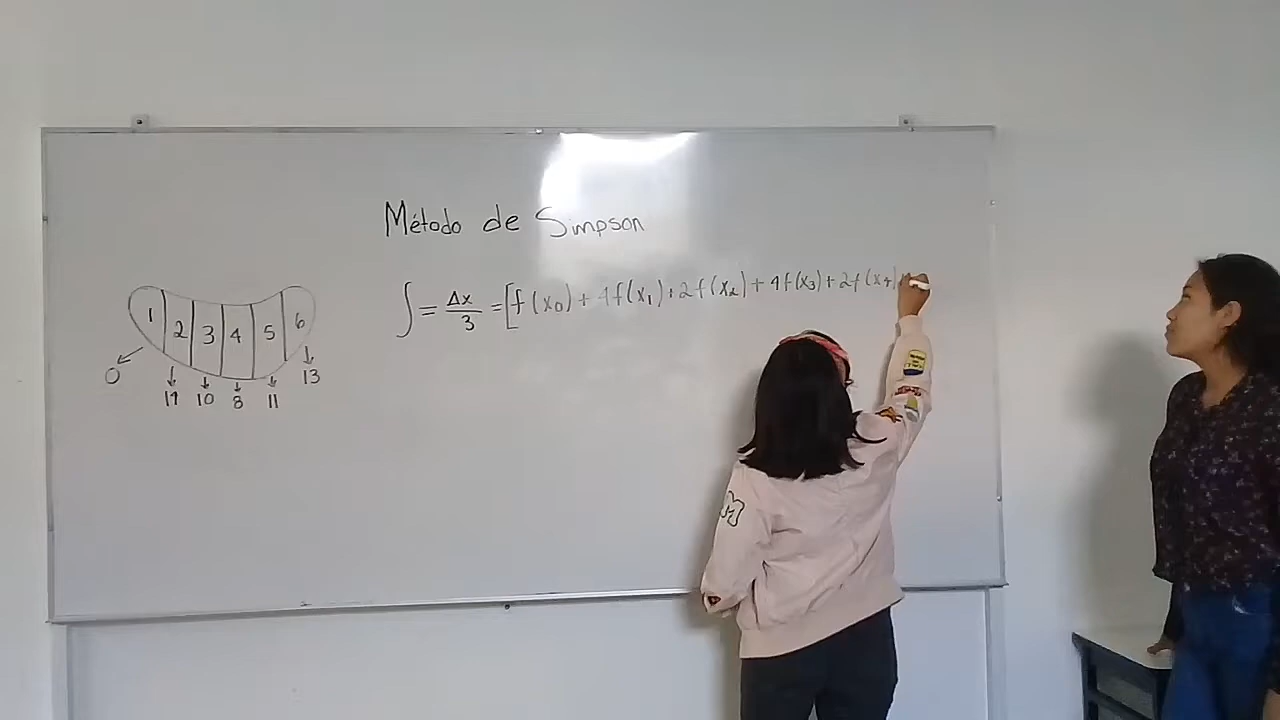 Método de Simpson
∫ = Δx/3 = [f(x₀) + 4f(x₁) + 2f(x₂) + 4f(x₃) + 2f(x₄)
1 2 3 4 5 6
0 10 8 11 13